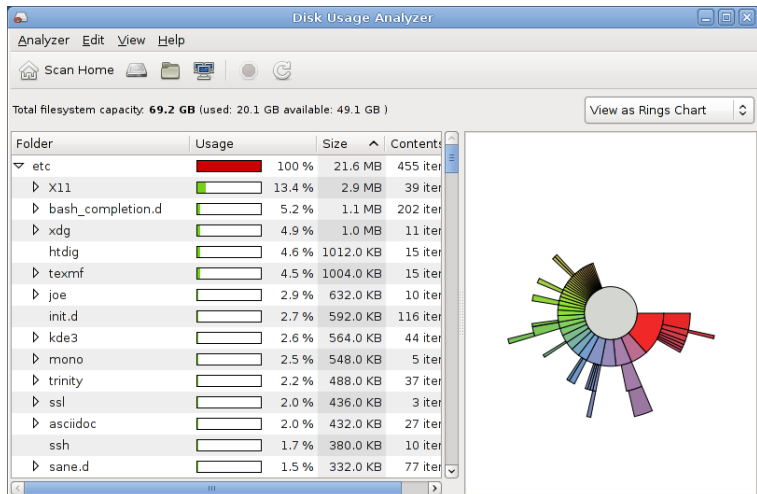 Disk Usage Analyzer
Analyzer Edit View Help
Scan Home
Total filesystem capacity: 69.2 GB (used: 20.1 GB available: 49.1 GB )
View as Rings Chart
Folder Usage Size Contents
etc 100 % 21.6 MB 455 iter
X11 13.4 % 2.9 MB 39 iter
bash_completion.d 5.2 % 1.1 MB 202 iter
xdg 4.9 % 1.0 MB 11 iter
htdig 4.6 % 1012.0 KB 15 iter
texmf 4.5 % 1004.0 KB 15 iter
joe 2.9 % 632.0 KB 10 iter
init.d 2.7 % 592.0 KB 116 iter
kde3 2.6 % 564.0 KB 44 iter
mono 2.5 % 548.0 KB 5 iter
trinity 2.2 % 488.0 KB 37 iter
ssl 2.0 % 436.0 KB 3 iter
asciidoc 2.0 % 432.0 KB 27 iter
ssh 1.7 % 380.0 KB 10 iter
sane.d 1.5 % 332.0 KB 77 iter